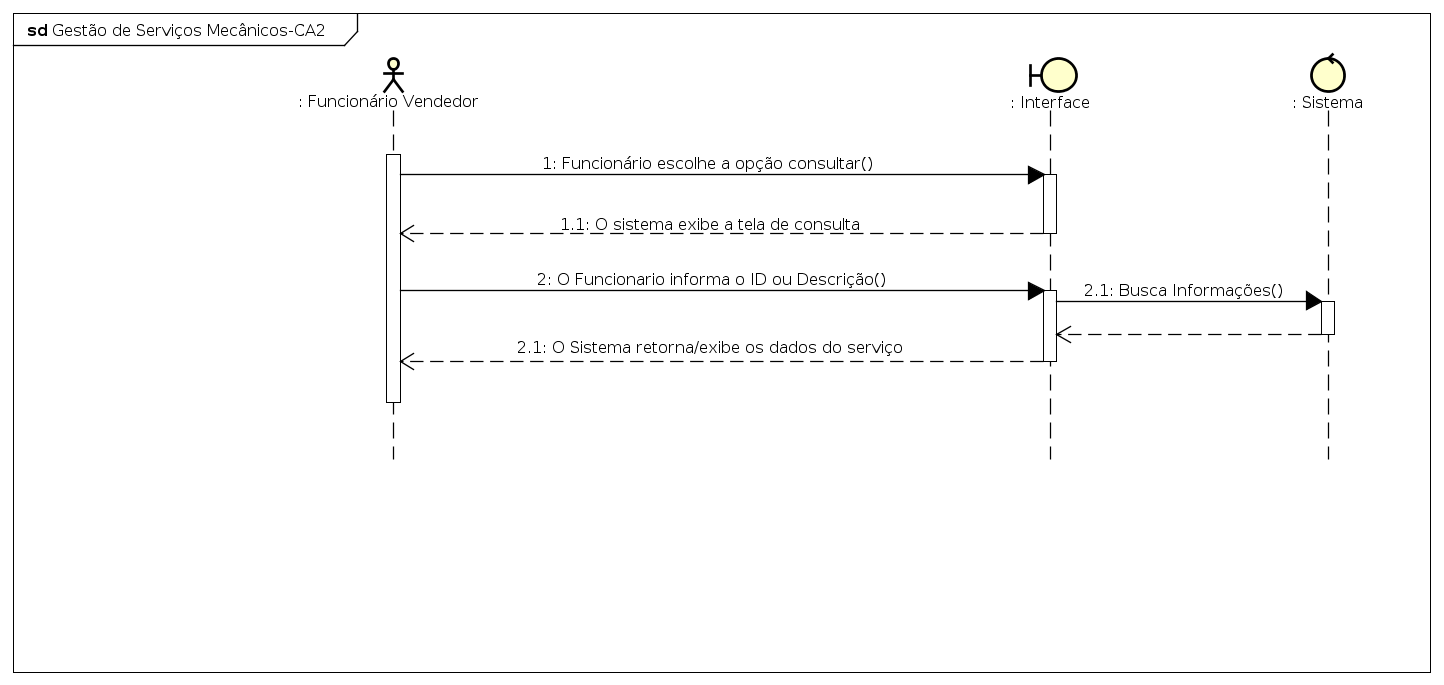 sd Gestão de Serviços Mecânicos-CA2
: Funcionário Vendedor
: Interface
: Sistema
1: Funcionário escolhe a opção consultar()
1.1: O sistema exibe a tela de consulta
2: O Funcionario informa o ID ou Descrição()
2.1: Busca Informações()
2.1: O Sistema retorna/exibe os dados do serviço